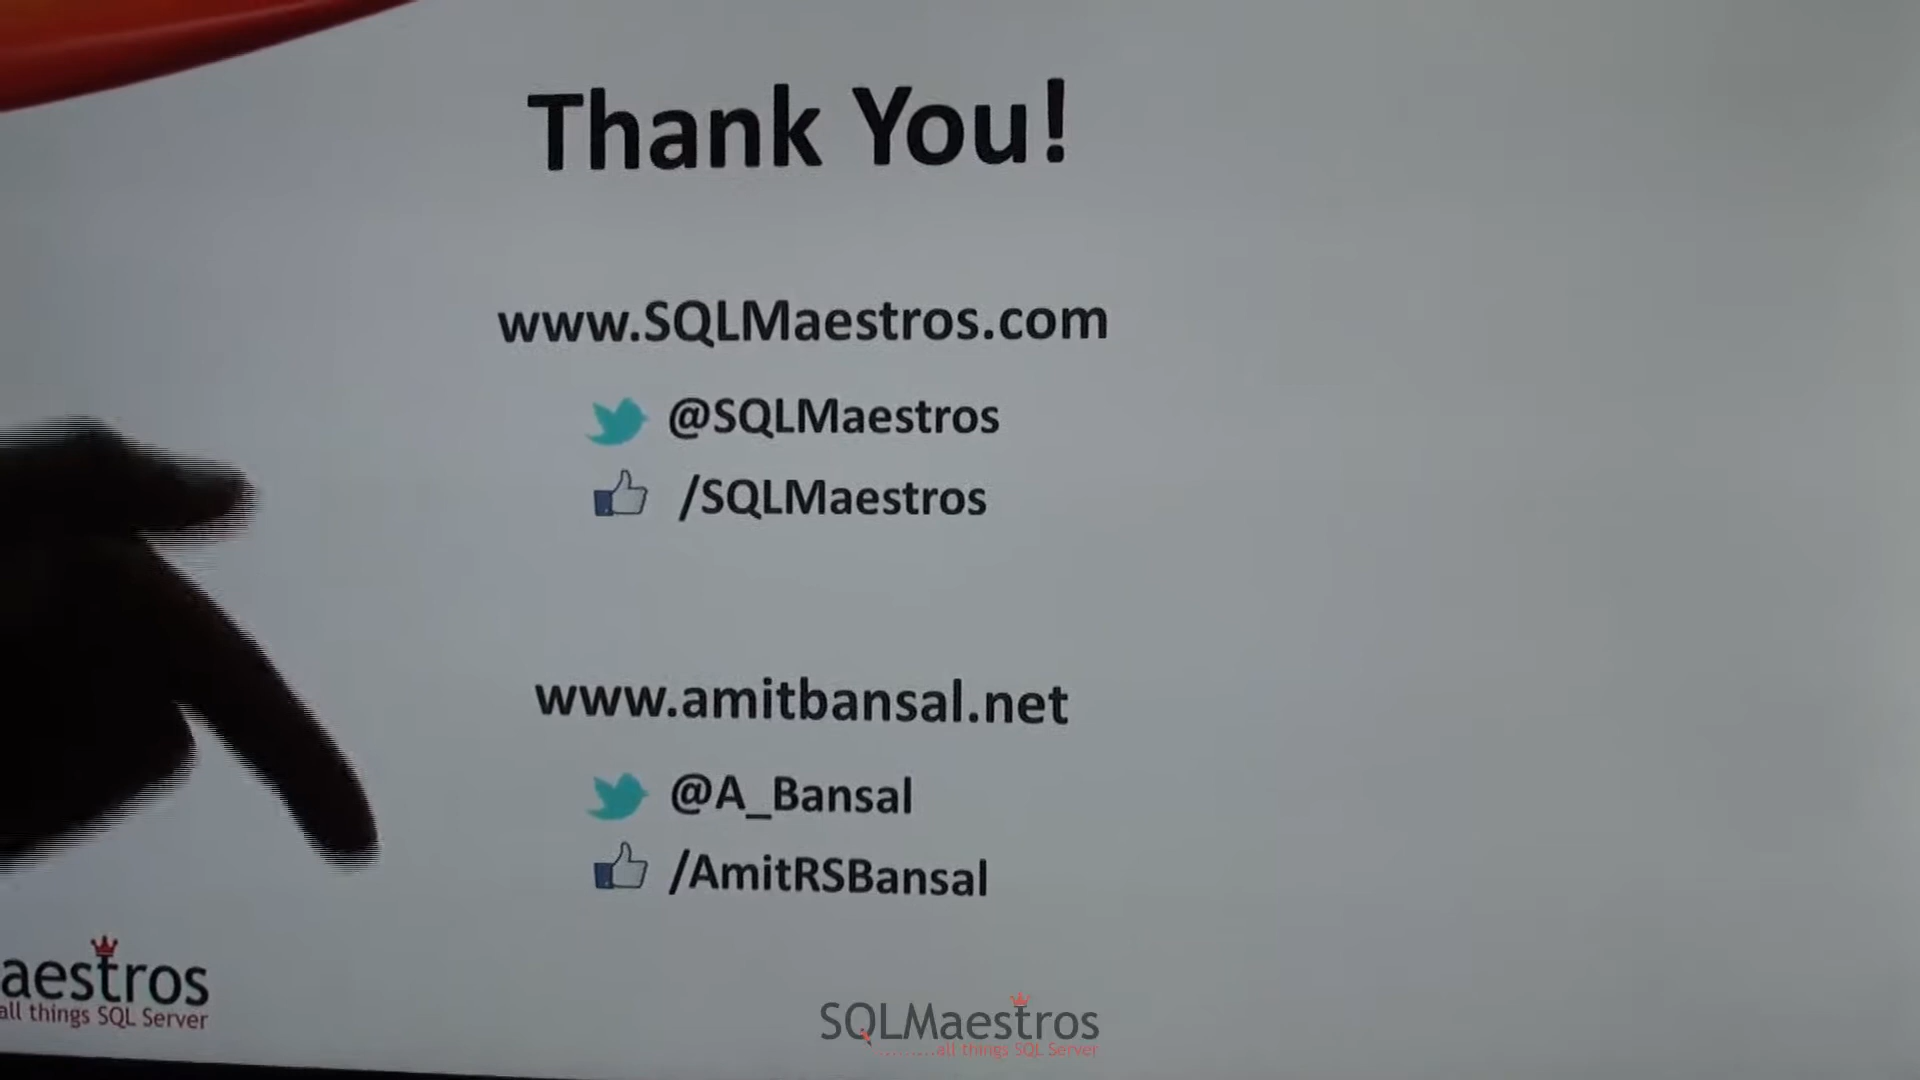 Thank You!
www.SQLMaestros.com
@SQLMaestros
/SQLMaestros
www.amitbansal.net
@A_Bansal
/AmitRSBansal
aestros
all things SQL Server
SQLMaestros
.........all things SQL Server